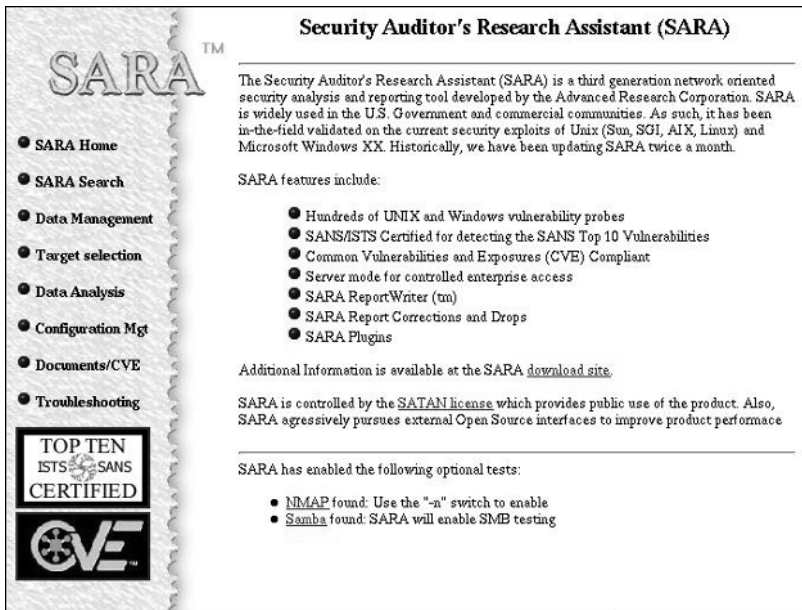 SARA TM
SARA Home
SARA Search
Data Management
Target selection
Data Analysis
Configuration Mgt
Documents/CVE
Troubleshooting
TOP TEN
ISTS SANS
CERTIFIED
CVE
Security Auditor's Research Assistant (SARA)
The Security Auditor's Research Assistant (SARA) is a third generation network oriented
security analysis and reporting tool developed by the Advanced Research Corporation. SARA
is widely used in the U.S. Government and commercial communities. As such, it has been
in-the-field validated on the current security exploits of Unix (Sun, SGI, AIX, Linux) and
Microsoft Windows XX. Historically, we have been updating SARA twice a month.
SARA features include:
Hundreds of UNIX and Windows vulnerability probes
SANS/ISTS Certified for detecting the SANS Top 10 Vulnerabilities
Common Vulnerabilities and Exposures (CVE) Compliant
Server mode for controlled enterprise access
SARA ReportWriter (tm)
SARA Report Corrections and Drops
SARA Plugins
Additional Information is available at the SARA download site.
SARA is controlled by the SATAN license which provides public use of the product. Also,
SARA agressively pursues external Open Source interfaces to improve product performace
SARA has enabled the following optional tests:
NMAP found: Use the "-n" switch to enable
Samba found: SARA will enable SMB testing